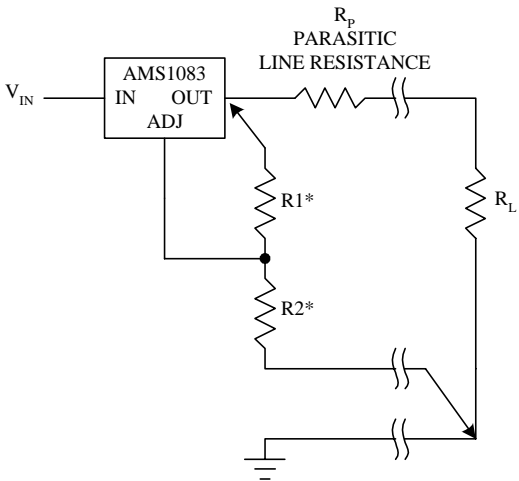 R_P
PARASITIC
LINE RESISTANCE
AMS1083
V_IN
IN OUT
ADJ
R1*
R_L
R2*